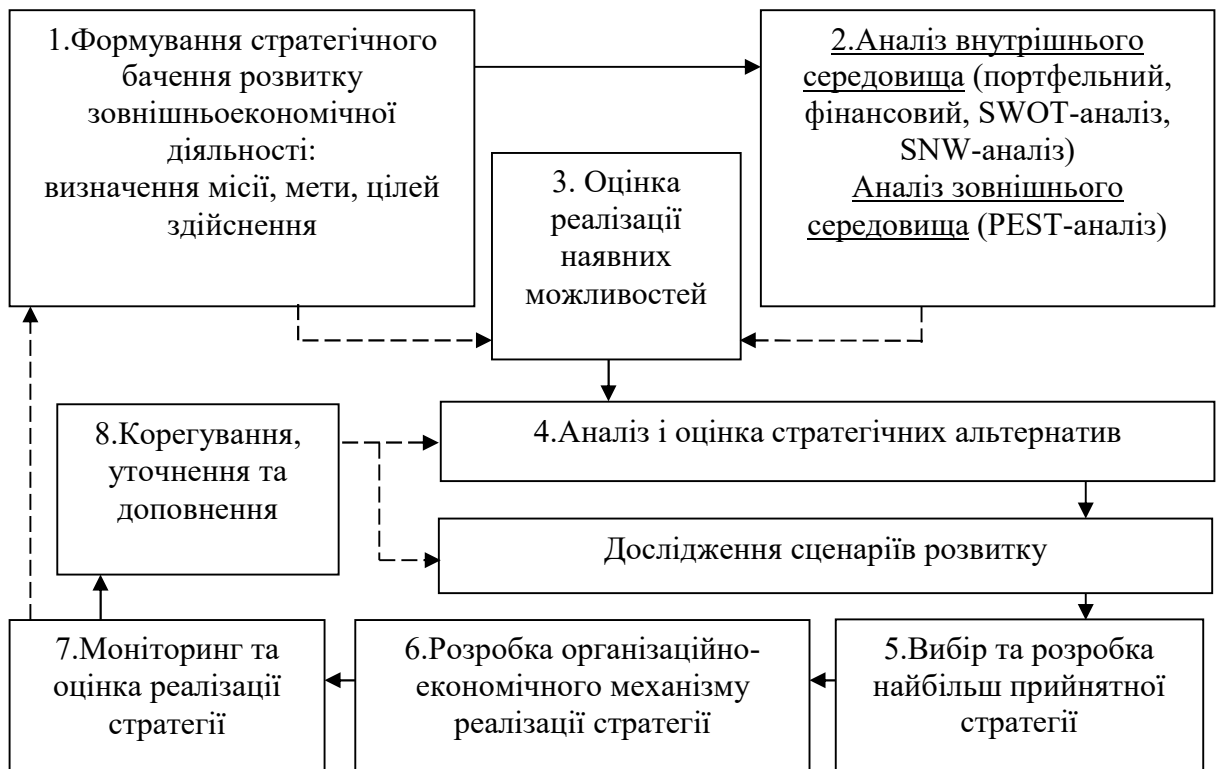 1.Формування стратегічного
бачення розвитку
зовнішньоекономічної
діяльності:
визначення місії, мети, цілей
здійснення
2.Аналіз внутрішнього
середовища (портфельний,
фінансовий, SWOT-аналіз,
SNW-аналіз)
Аналіз зовнішнього
середовища (PEST-аналіз)
3. Оцінка
реалізації
наявних
можливостей
4.Аналіз і оцінка стратегічних альтернатив
Дослідження сценаріїв розвитку
5.Вибір та розробка
найбільш прийнятної
стратегії
6.Розробка організаційно-
економічного механізму
реалізації стратегії
7.Моніторинг та
оцінка реалізації
стратегії
8.Корегування,
уточнення та
доповнення